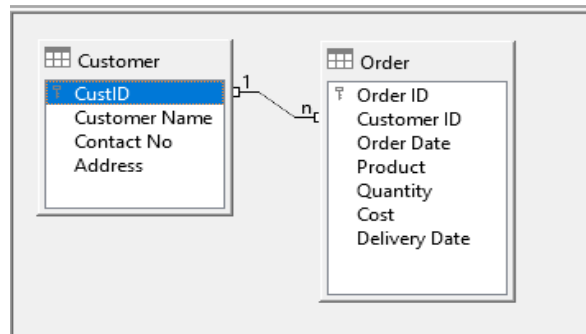 Customer
CustID
Customer Name
Contact No
Address
1
n
Order
Order ID
Customer ID
Order Date
Product
Quantity
Cost
Delivery Date